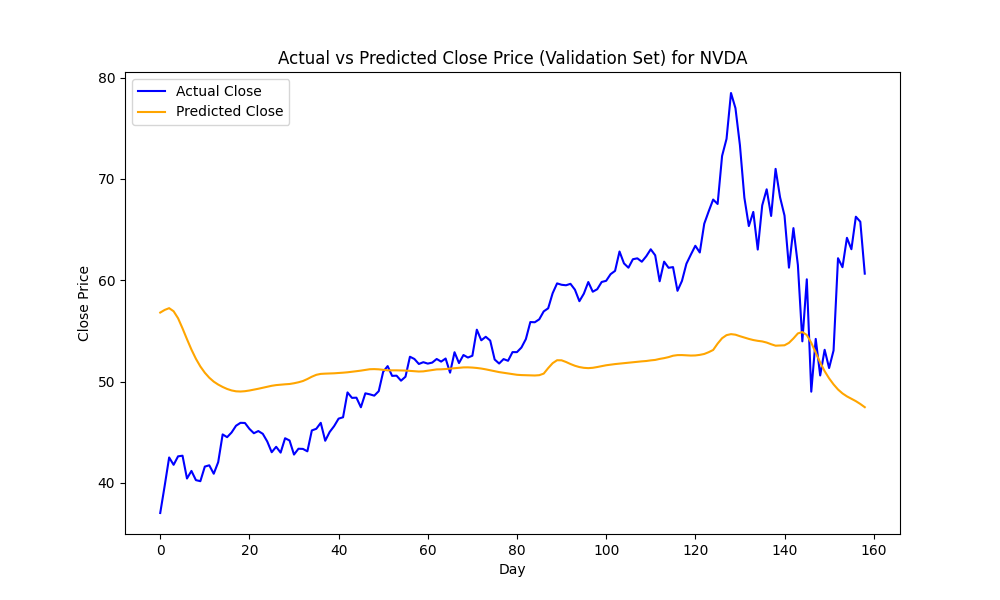 Actual vs Predicted Close Price (Validation Set) for NVDA
Actual Close
Predicted Close
Close Price
80
70
60
50
40
0 20 40 60 80 100 120 140 160
Day